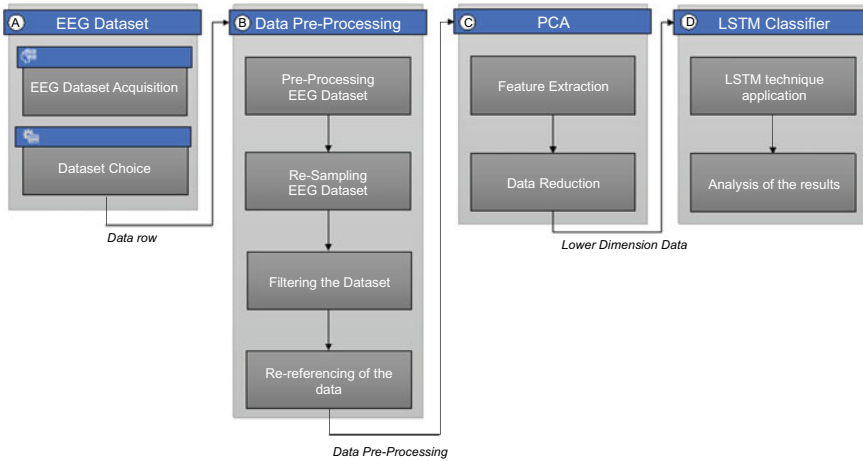 A EEG Dataset
EEG Dataset Acquisition
Dataset Choice
Data row
B Data Pre-Processing
Pre-Processing
EEG Dataset
Re-Sampling
EEG Dataset
Filtering the Dataset
Re-referencing of the
data
Data Pre-Processing
C PCA
Feature Extraction
Data Reduction
Lower Dimension Data
D LSTM Classifier
LSTM technique
application
Analysis of the results